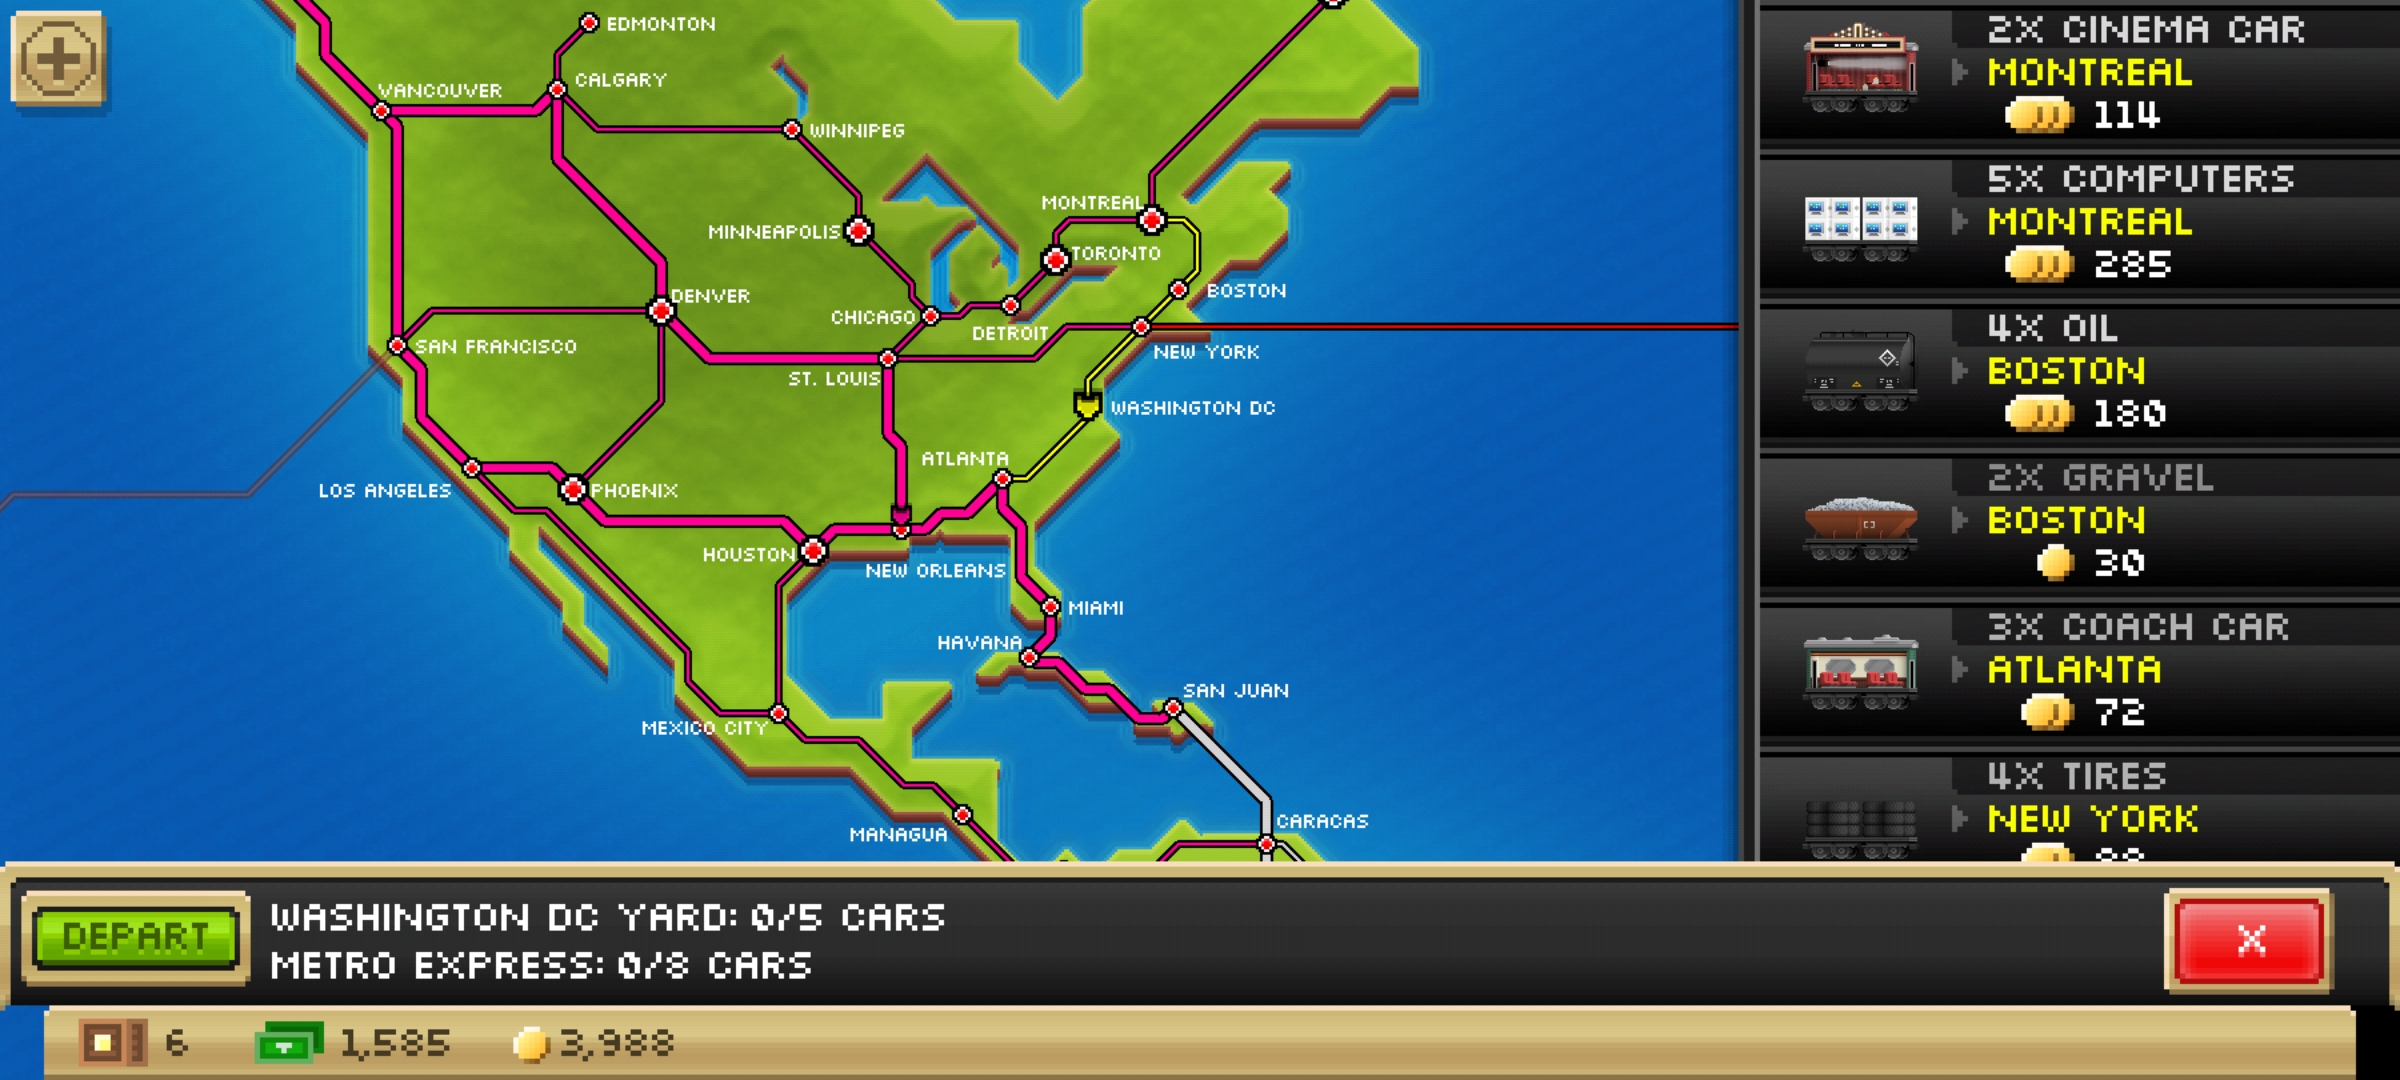 EDMONTON
CALGARY
VANCOUVER
WINNIPEG
MONTREAL
MINNEAPOLIS
TORONTO
BOSTON
DENVER
CHICAGO
DETROIT
SAN FRANCISCO
NEW YORK
ST. LOUIS
WASHINGTON DC
ATLANTA
LOS ANGELES
PHOENIX
HOUSTON
NEW ORLEANS
MIAMI
HAVANA
SAN JUAN
MEXICO CITY
CARACAS
MANAGUA
2X CINEMA CAR
MONTREAL
114
5X COMPUTERS
MONTREAL
285
4X OIL
BOSTON
180
2X GRAVEL
BOSTON
30
3X COACH CAR
ATLANTA
72
4X TIRES
NEW YORK
DEPART
WASHINGTON DC YARD: 0/5 CARS
METRO EXPRESS: 0/8 CARS
X
6
1,585
3,988